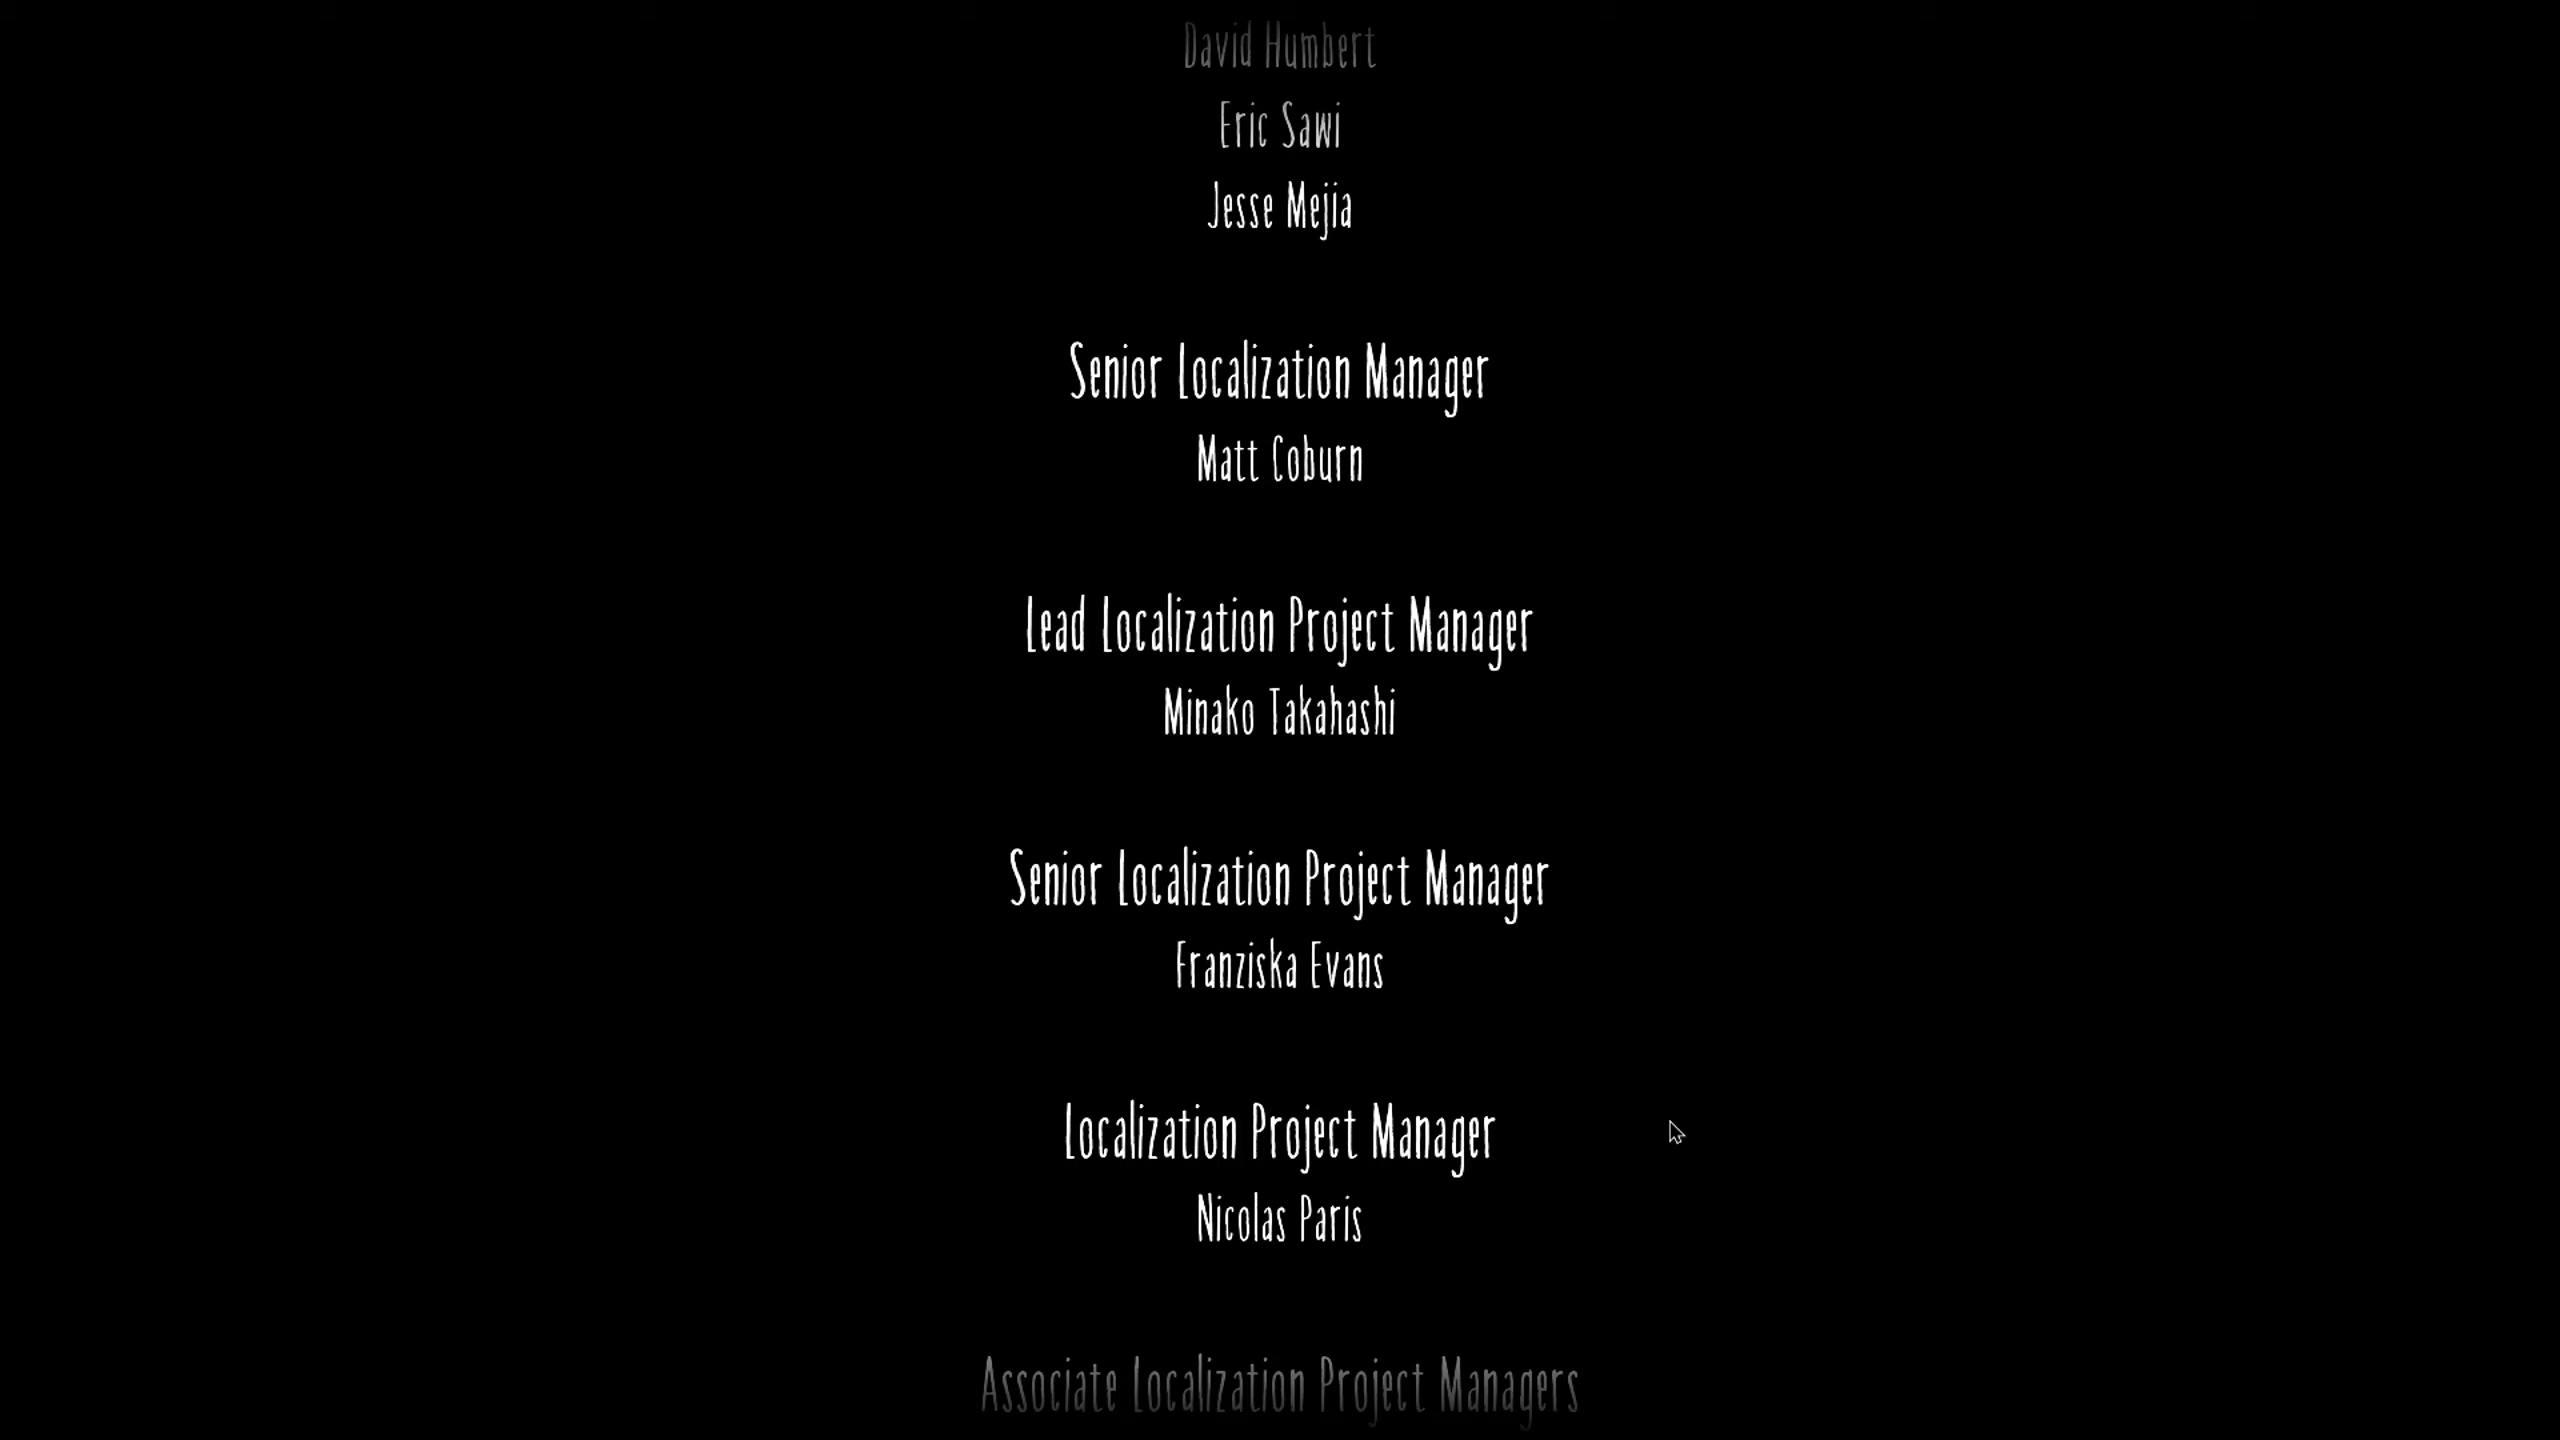 David Humbert
Eric Sawi
Jesse Mejia
Senior Localization Manager
Matt Coburn
Lead Localization Project Manager
Minako Takahashi
Senior Localization Project Manager
Franziska Evans
Localization Project Manager
Nicolas Paris
Associate Localization Project Managers